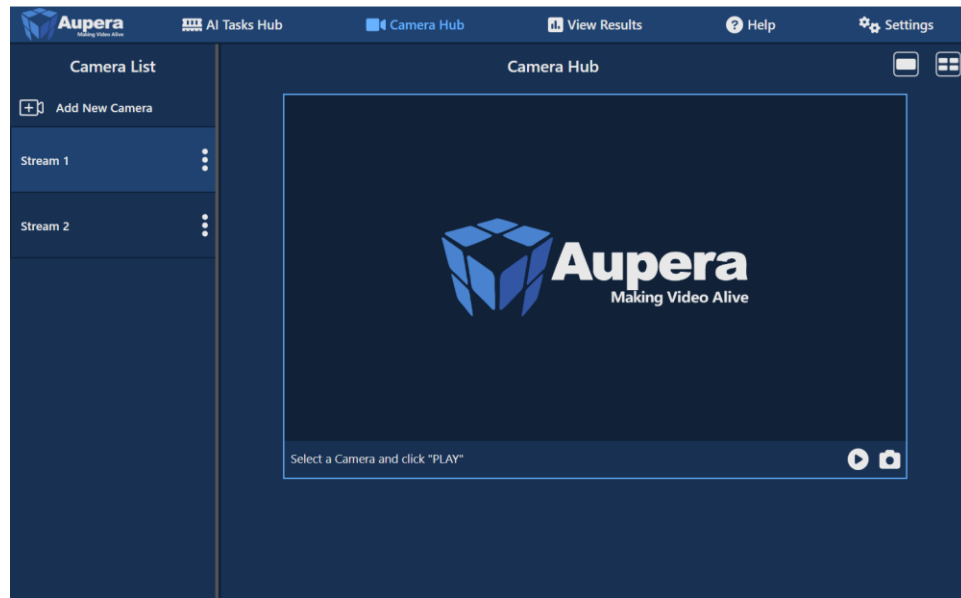 Aupera
Making Video Alive
AI Tasks Hub
Camera Hub
View Results
Help
Settings
Camera List
Camera Hub
Add New Camera
Stream 1
Stream 2
Aupera
Making Video Alive
Select a Camera and click "PLAY"